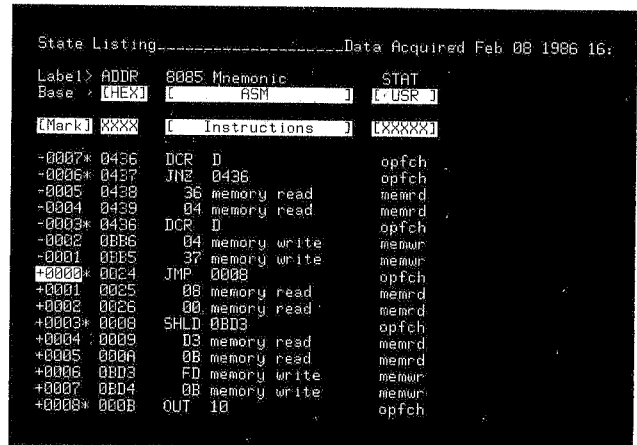 State Listing____________________Data Acquired Feb 08 1986 16:
Label> ADDR 8085 Mnemonic STAT
Base > [HEX] [ ASM ] [ USR ]
[Mark] XXXX [ Instructions ] [XXXXX]
-0007* 0436 DCR D opfch
-0006* 0437 JNZ 0436 opfch
-0005 0438 36 memory read memrd
-0004 0439 04 memory read memrd
-0003* 0436 DCR D opfch
-0002 0BB6 04 memory write memwr
-0001 0BB5 37 memory write memwr
+0000* 0024 JMP 0008 opfch
+0001 0025 08 memory read memrd
+0002 0026 00 memory read memrd
+0003* 0008 SHLD 0BD3 opfch
+0004 0009 D3 memory read memrd
+0005 000A 0B memory read memrd
+0006 0BD3 FD memory write memwr
+0007 0BD4 0B memory write memwr
+0008* 000B OUT 10 opfch